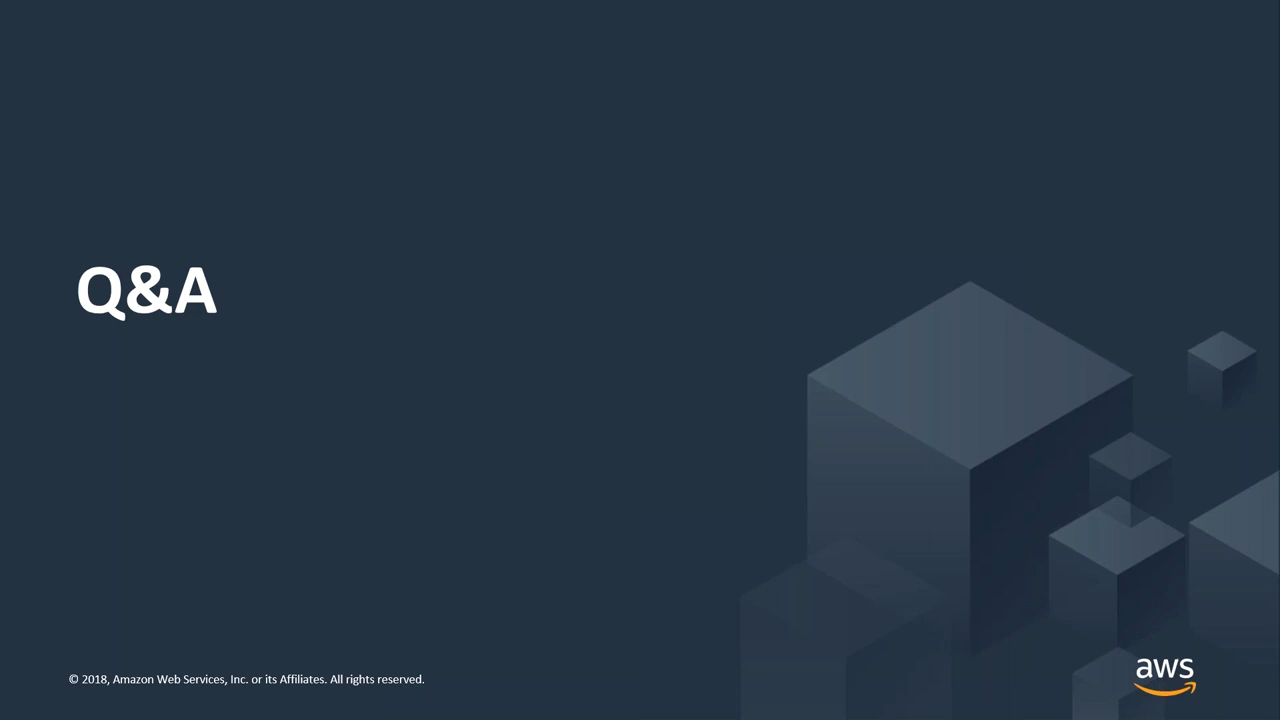 Q&A
© 2018, Amazon Web Services, Inc. or its Affiliates. All rights reserved.
aws